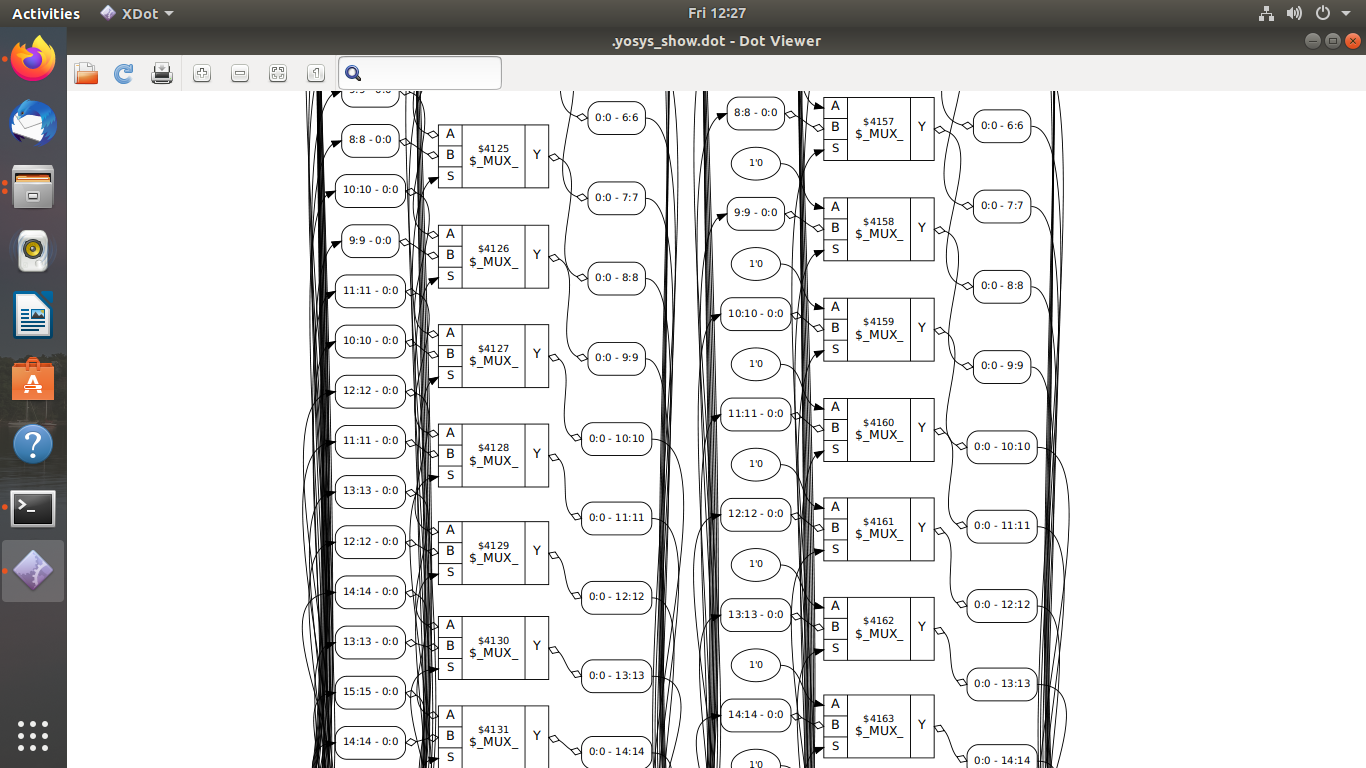 Activities
XDot
Fri 12:27
.yosys_show.dot - Dot Viewer
8:8 - 0:0
10:10 - 0:0
9:9 - 0:0
11:11 - 0:0
10:10 - 0:0
12:12 - 0:0
11:11 - 0:0
13:13 - 0:0
12:12 - 0:0
14:14 - 0:0
13:13 - 0:0
15:15 - 0:0
14:14 - 0:0
A
B
S
$4125
$_MUX_
Y
A
B
S
$4126
$_MUX_
Y
A
B
S
$4127
$_MUX_
Y
A
B
S
$4128
$_MUX_
Y
A
B
S
$4129
$_MUX_
Y
A
B
S
$4130
$_MUX_
Y
A
B
S
$4131
$_MUX_
Y
0:0 - 6:6
0:0 - 7:7
0:0 - 8:8
0:0 - 9:9
0:0 - 10:10
0:0 - 11:11
0:0 - 12:12
0:0 - 13:13
0:0 - 14:14
8:8 - 0:0
1'0
9:9 - 0:0
1'0
10:10 - 0:0
1'0
11:11 - 0:0
1'0
12:12 - 0:0
1'0
13:13 - 0:0
1'0
14:14 - 0:0
1'0
A
B
S
$4157
$_MUX_
Y
A
B
S
$4158
$_MUX_
Y
A
B
S
$4159
$_MUX_
Y
A
B
S
$4160
$_MUX_
Y
A
B
S
$4161
$_MUX_
Y
A
B
S
$4162
$_MUX_
Y
A
B
S
$4163
$_MUX_
Y
0:0 - 6:6
0:0 - 7:7
0:0 - 8:8
0:0 - 9:9
0:0 - 10:10
0:0 - 11:11
0:0 - 12:12
0:0 - 13:13
0:0 - 14:14